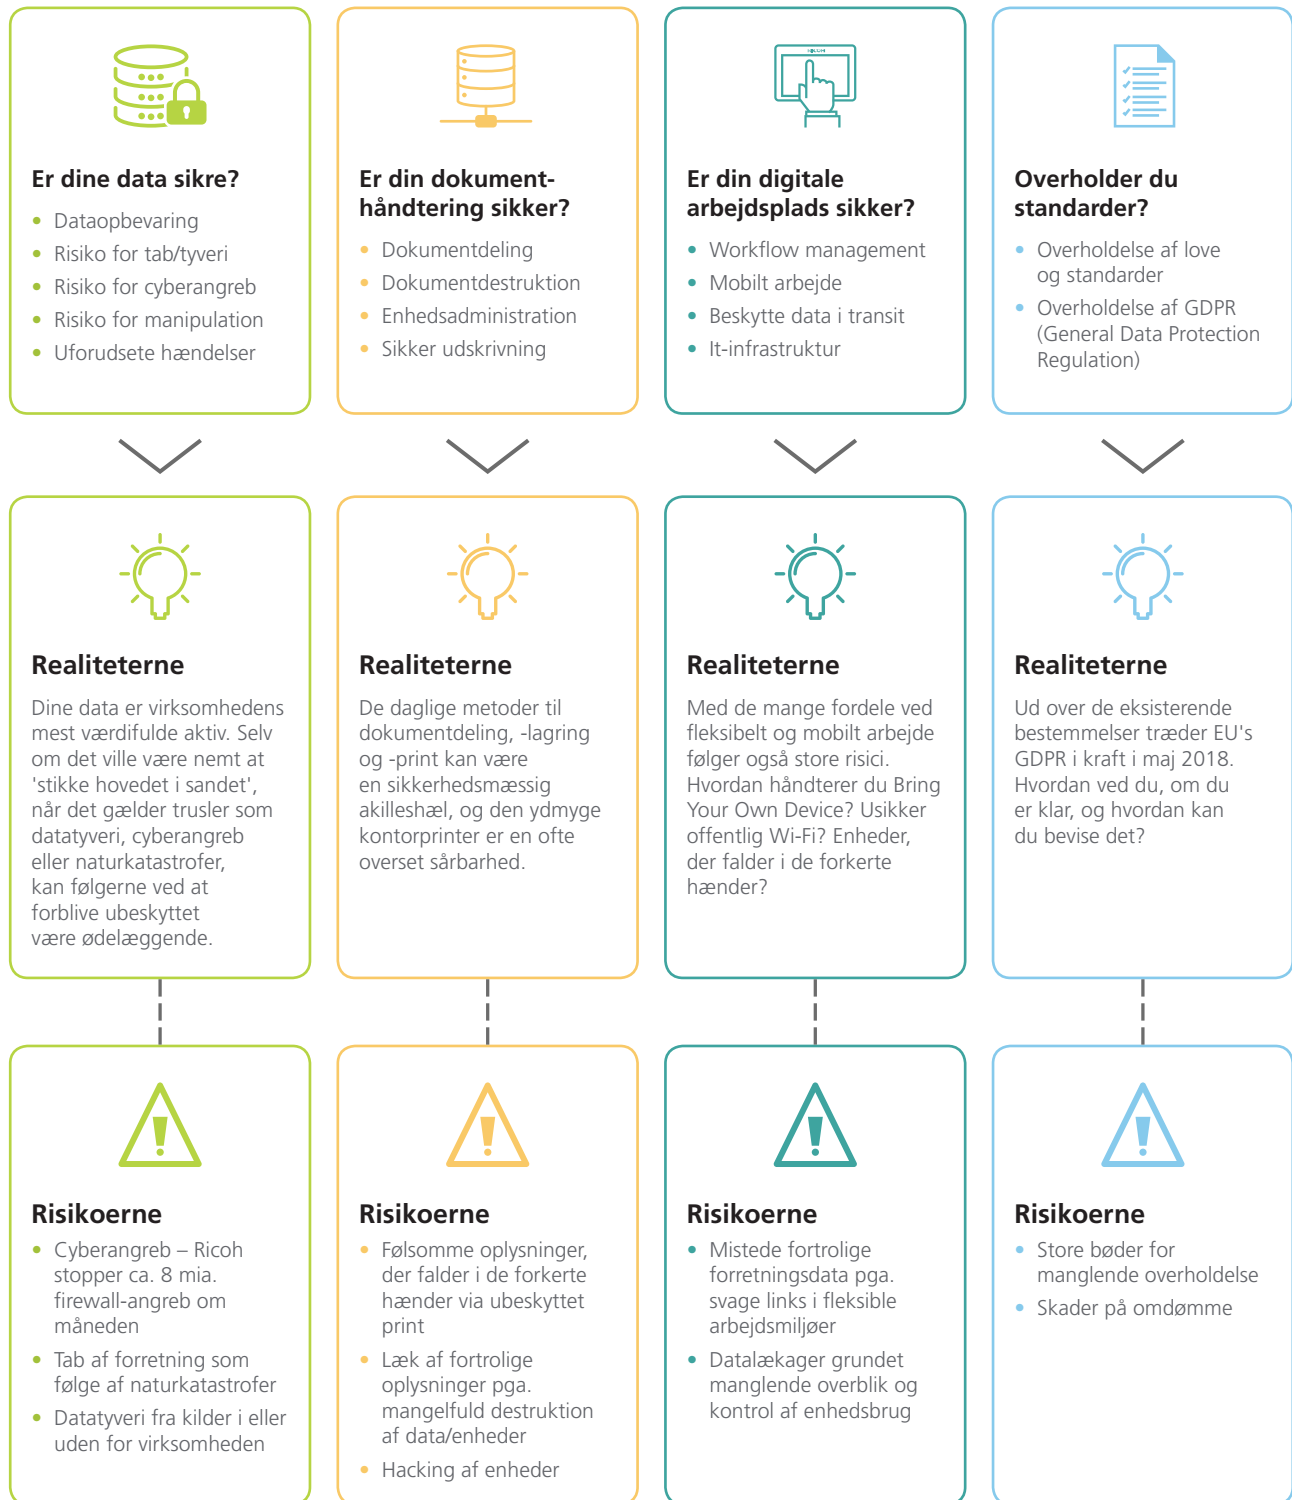 Er dine data sikre?
• Dataopbevaring
• Risiko for tab/tyveri
• Risiko for cyberangreb
• Risiko for manipulation
• Uforudsete hændelser
Er din dokument-
håndtering sikker?
• Dokumentdeling
• Dokumentdestruktion
• Enhedsadministration
• Sikker udskrivning
Er din digitale
arbejdsplads sikker?
• Workflow management
• Mobilt arbejde
• Beskytte data i transit
• It-infrastruktur
Overholder du
standarder?
• Overholdelse af love
og standarder
• Overholdelse af GDPR
(General Data Protection
Regulation)
Realiteterne
Dine data er virksomhedens
mest værdifulde aktiv. Selv
om det ville være nemt at
'stikke hovedet i sandet',
når det gælder trusler som
datatyveri, cyberangreb
eller naturkatastrofer,
kan følgerne ved at
forblive ubeskyttet
være ødelæggende.
Realiteterne
De daglige metoder til
dokumentdeling, -lagring
og -print kan være
en sikkerhedsmæssig
akilleshæl, og den ydmyge
kontorprinter er en ofte
overset sårbarhed.
Realiteterne
Med de mange fordele ved
fleksibelt og mobilt arbejde
følger også store risici.
Hvordan håndterer du Bring
Your Own Device? Usikker
offentlig Wi-Fi? Enheder,
der falder i de forkerte
hænder?
Realiteterne
Ud over de eksisterende
bestemmelser træder EU's
GDPR i kraft i maj 2018.
Hvordan ved du, om du
er klar, og hvordan kan
du bevise det?
Risikoerne
• Cyberangreb – Ricoh
stopper ca. 8 mia.
firewall-angreb om
måneden
• Tab af forretning som
følge af naturkatastrofer
• Datatyveri fra kilder i eller
uden for virksomheden
Risikoerne
• Følsomme oplysninger,
der falder i de forkerte
hænder via ubeskyttet
print
• Læk af fortrolige
oplysninger pga.
mangelfuld destruktion
af data/enheder
• Hacking af enheder
Risikoerne
• Mistede fortrolige
forretningsdata pga.
svage links i fleksible
arbejdsmiljøer
• Datalækager grundet
manglende overblik og
kontrol af enhedsbrug
Risikoerne
• Store bøder for
manglende overholdelse
• Skader på omdømme